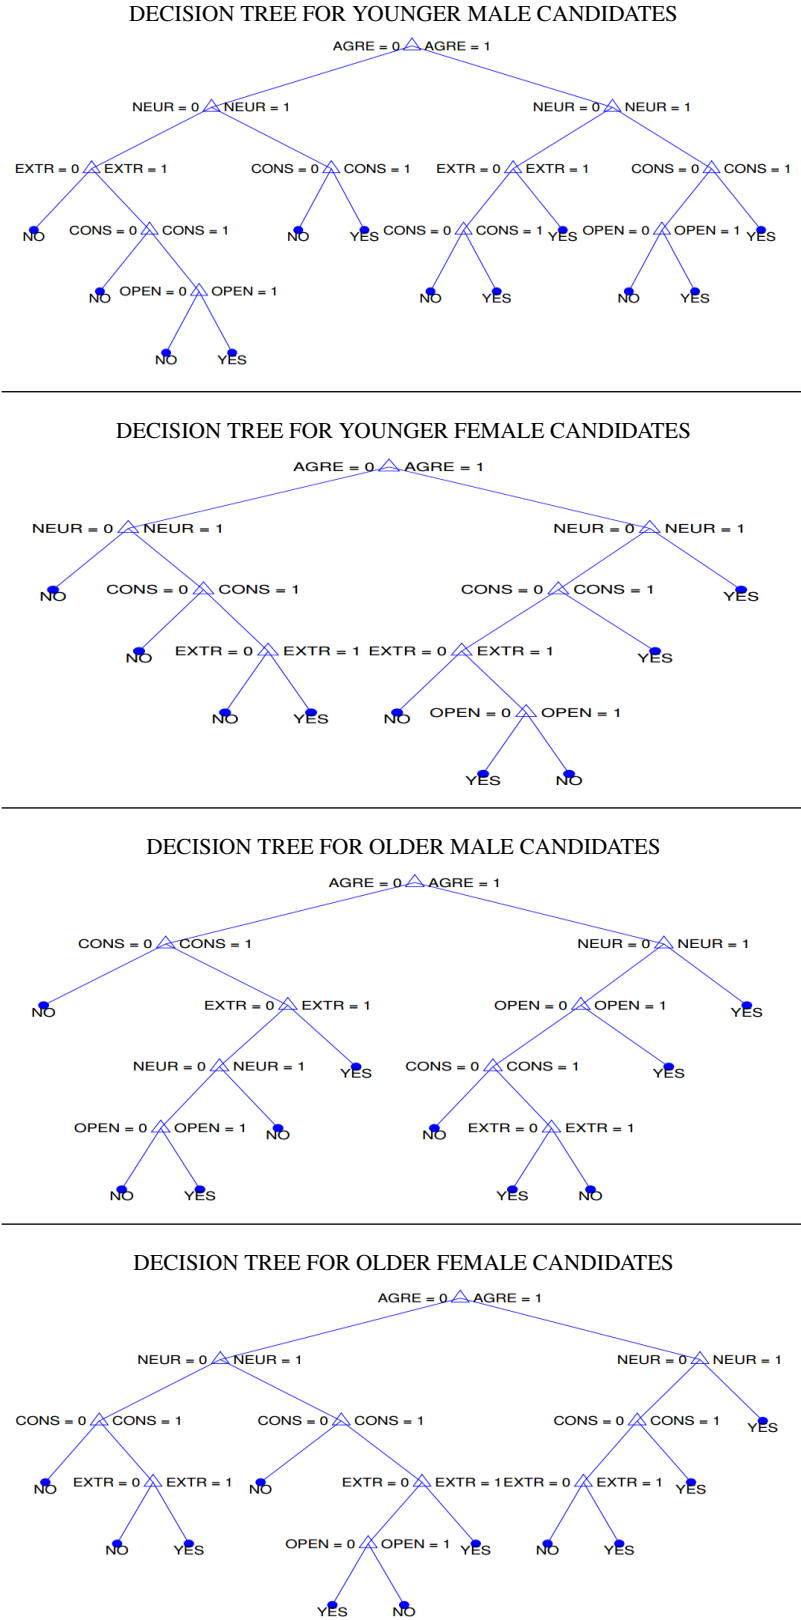 DECISION TREE FOR YOUNGER MALE CANDIDATES
AGRE = 0 AGRE = 1
NEUR = 0 NEUR = 1 NEUR = 0 NEUR = 1
EXTR = 0 EXTR = 1 CONS = 0 CONS = 1 EXTR = 0 EXTR = 1 CONS = 0 CONS = 1
NO CONS = 0 CONS = 1 NO YES CONS = 0 CONS = 1 YES OPEN = 0 OPEN = 1 YES
NO OPEN = 0 OPEN = 1 NO YES NO YES
NO YES
DECISION TREE FOR YOUNGER FEMALE CANDIDATES
AGRE = 0 AGRE = 1
NEUR = 0 NEUR = 1 NEUR = 0 NEUR = 1
NO CONS = 0 CONS = 1 CONS = 0 CONS = 1 YES
NO EXTR = 0 EXTR = 1 EXTR = 0 EXTR = 1 YES
NO YES NO OPEN = 0 OPEN = 1
YES NO
DECISION TREE FOR OLDER MALE CANDIDATES
AGRE = 0 AGRE = 1
CONS = 0 CONS = 1 NEUR = 0 NEUR = 1
NO EXTR = 0 EXTR = 1 OPEN = 0 OPEN = 1 YES
NEUR = 0 NEUR = 1 YES CONS = 0 CONS = 1 YES
OPEN = 0 OPEN = 1 NO NO EXTR = 0 EXTR = 1
NO YES YES NO
DECISION TREE FOR OLDER FEMALE CANDIDATES
AGRE = 0 AGRE = 1
NEUR = 0 NEUR = 1 NEUR = 0 NEUR = 1
CONS = 0 CONS = 1 CONS = 0 CONS = 1 CONS = 0 CONS = 1 YES
NO EXTR = 0 EXTR = 1 NO EXTR = 0 EXTR = 1 EXTR = 0 EXTR = 1 YES
NO YES OPEN = 0 OPEN = 1 YES NO YES
YES NO